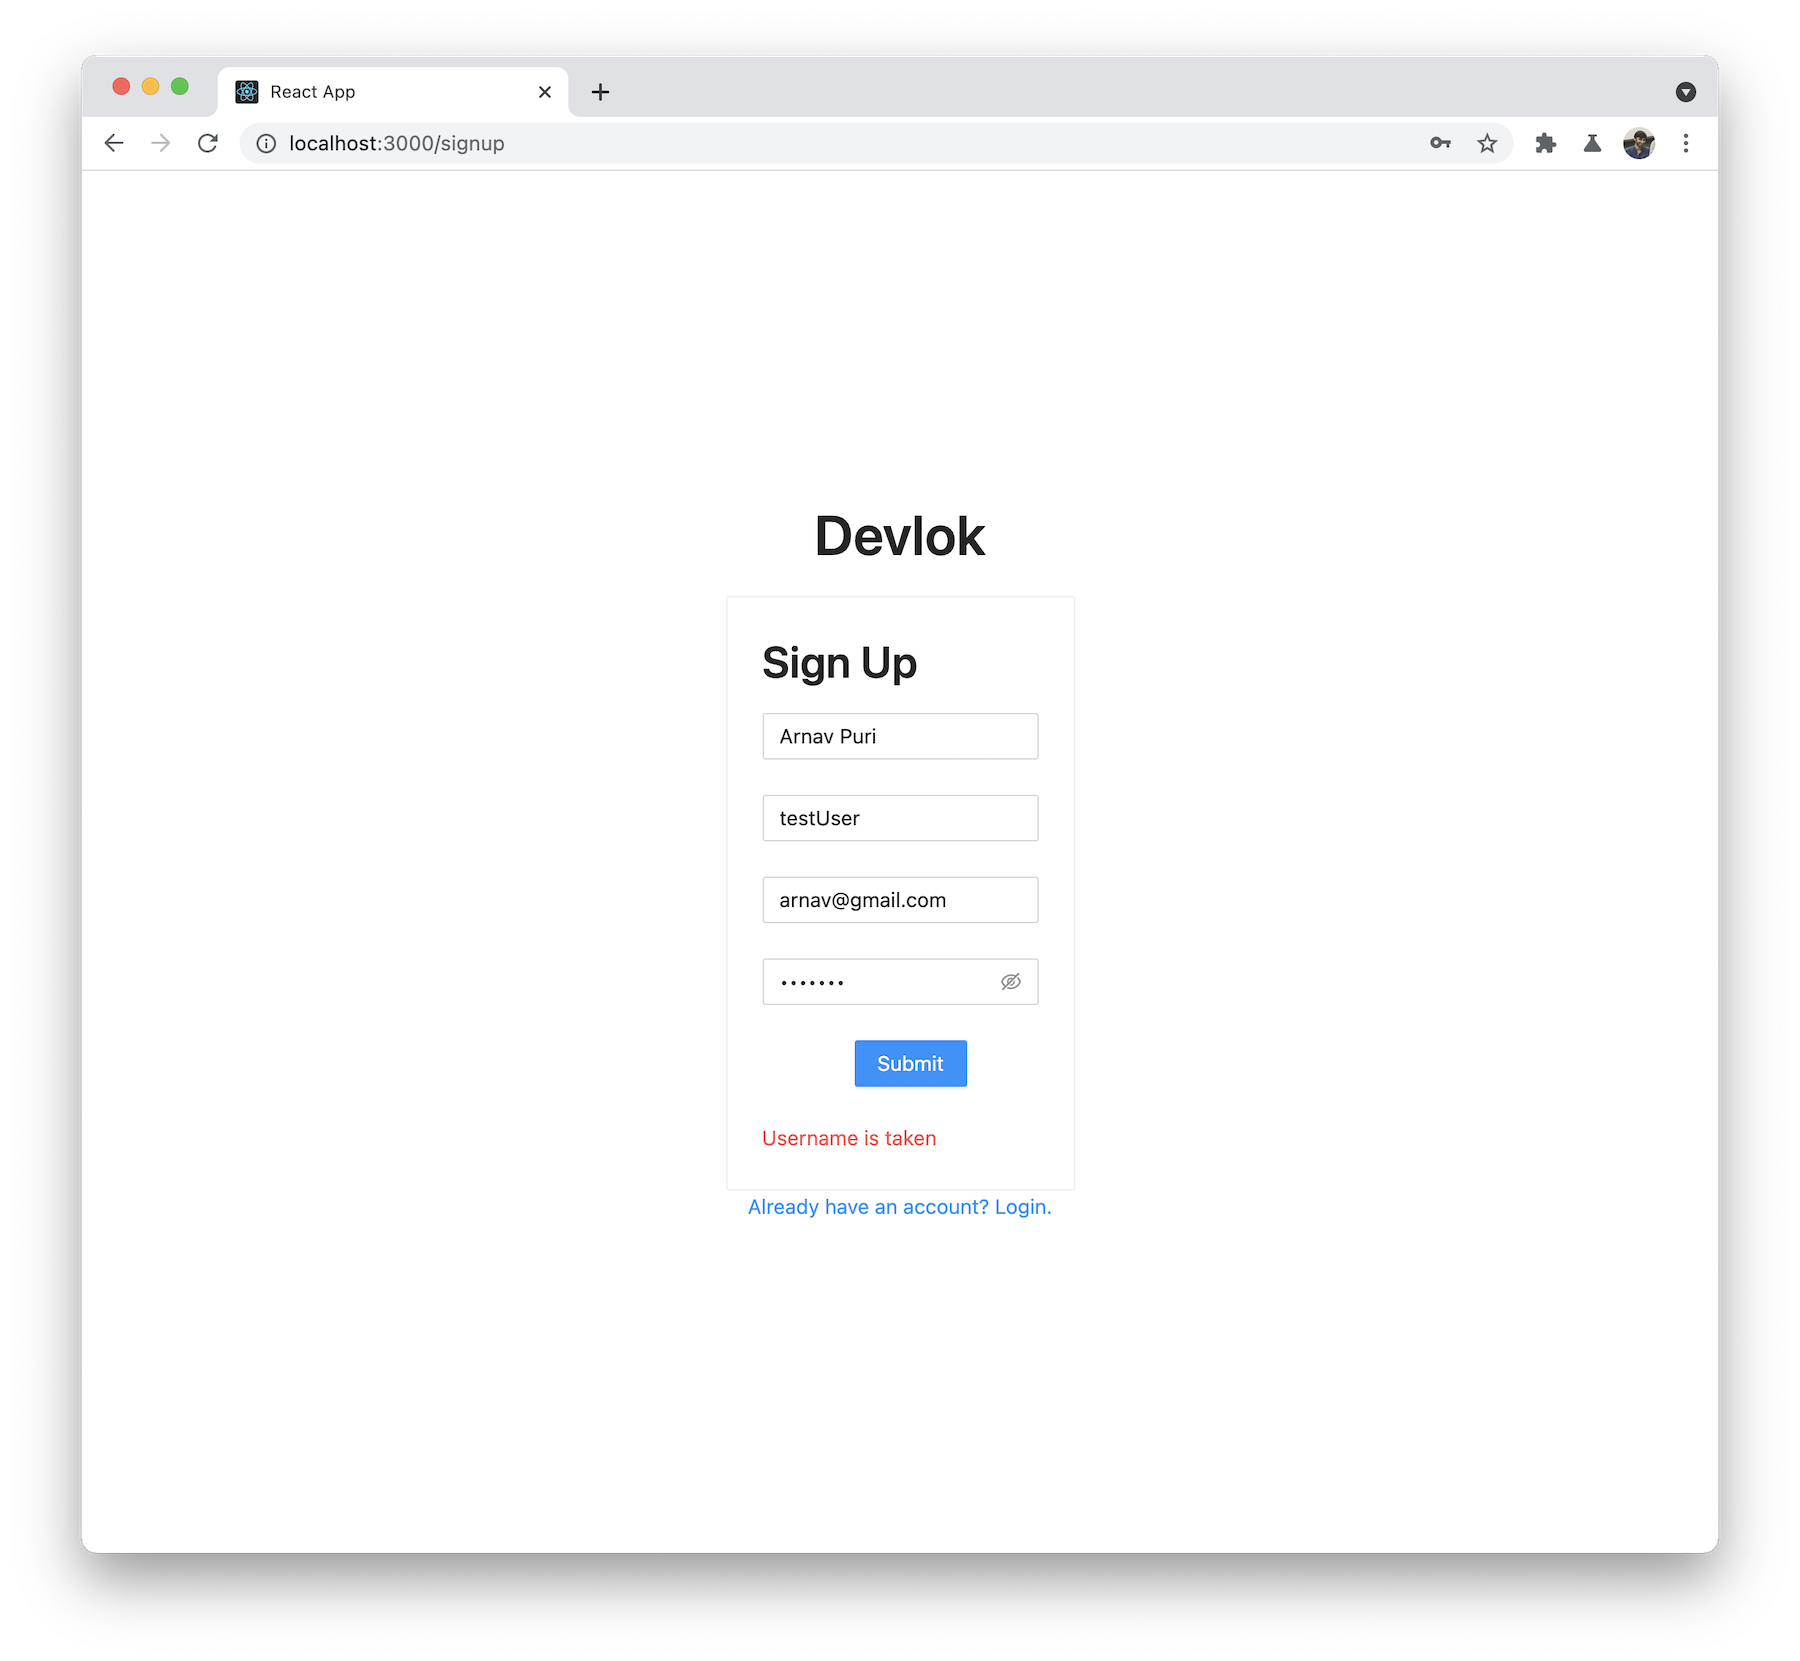 React App
localhost:3000/signup
Devlok
Sign Up
Arnav Puri
testUser
arnav@gmail.com
•••••••
Submit
Username is taken
Already have an account? Login.